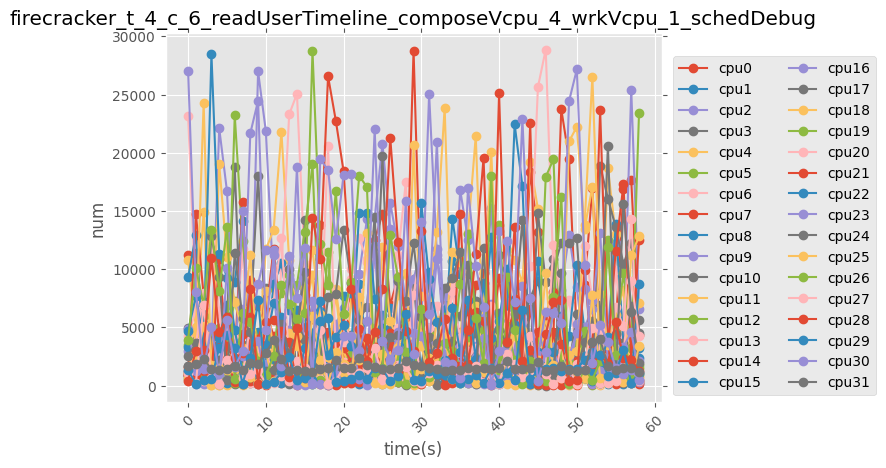 firecracker_t_4_c_6_readUserTimeline_composeVcpu_4_wrkVcpu_1_schedDebug
30000
25000
20000
15000
10000
5000
0
num
0
10
20
30
40
50
60
time(s)
cpu0
cpu1
cpu2
cpu3
cpu4
cpu5
cpu6
cpu7
cpu8
cpu9
cpu10
cpu11
cpu12
cpu13
cpu14
cpu15
cpu16
cpu17
cpu18
cpu19
cpu20
cpu21
cpu22
cpu23
cpu24
cpu25
cpu26
cpu27
cpu28
cpu29
cpu30
cpu31